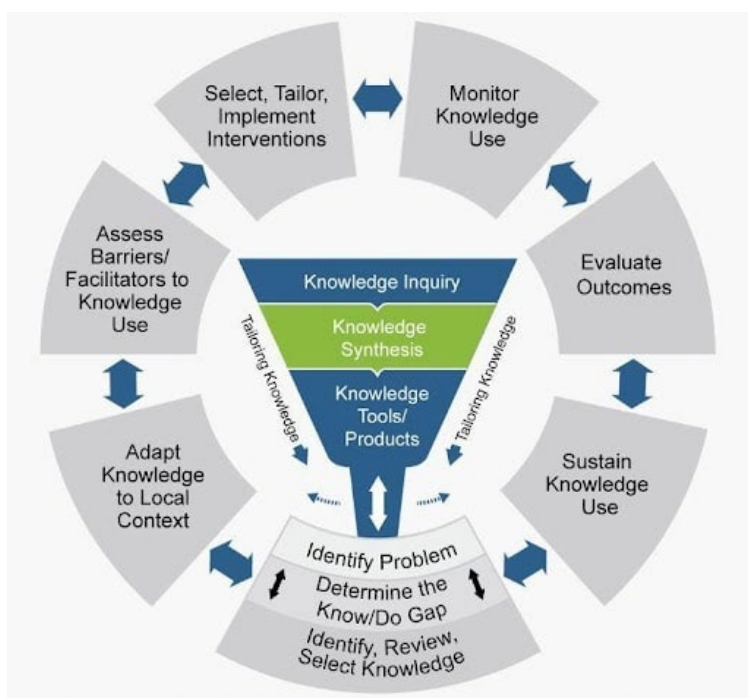 Select, Tailor,
Implement
Interventions
Monitor
Knowledge
Use
Assess
Barriers/
Facilitators to
Knowledge
Use
Evaluate
Outcomes
Knowledge Inquiry
Knowledge
Synthesis
Knowledge
Tools/
Products
Tailoring Knowledge
Tailoring Knowledge
Adapt
Knowledge
to Local
Context
Sustain
Knowledge
Use
Identify Problem
Determine the
Know/Do Gap
Identify, Review,
Select Knowledge